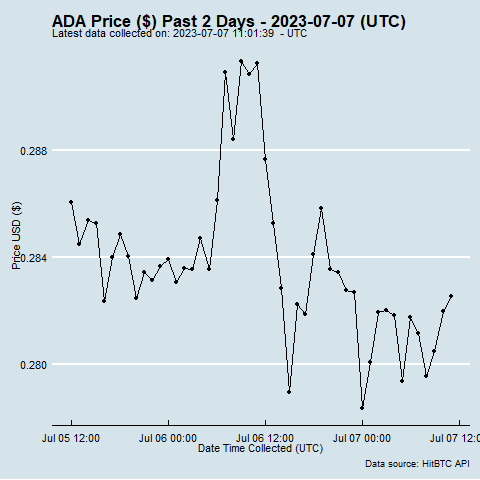 ADA Price ($) Past 2 Days - 2023-07-07 (UTC)
Latest data collected on: 2023-07-07 11:01:39 - UTC
0.288
0.284
0.280
Price USD ($)
Jul 05 12:00 Jul 06 00:00 Jul 06 12:00 Jul 07 00:00 Jul 07 12:00
Date Time Collected (UTC)
Data source: HitBTC API